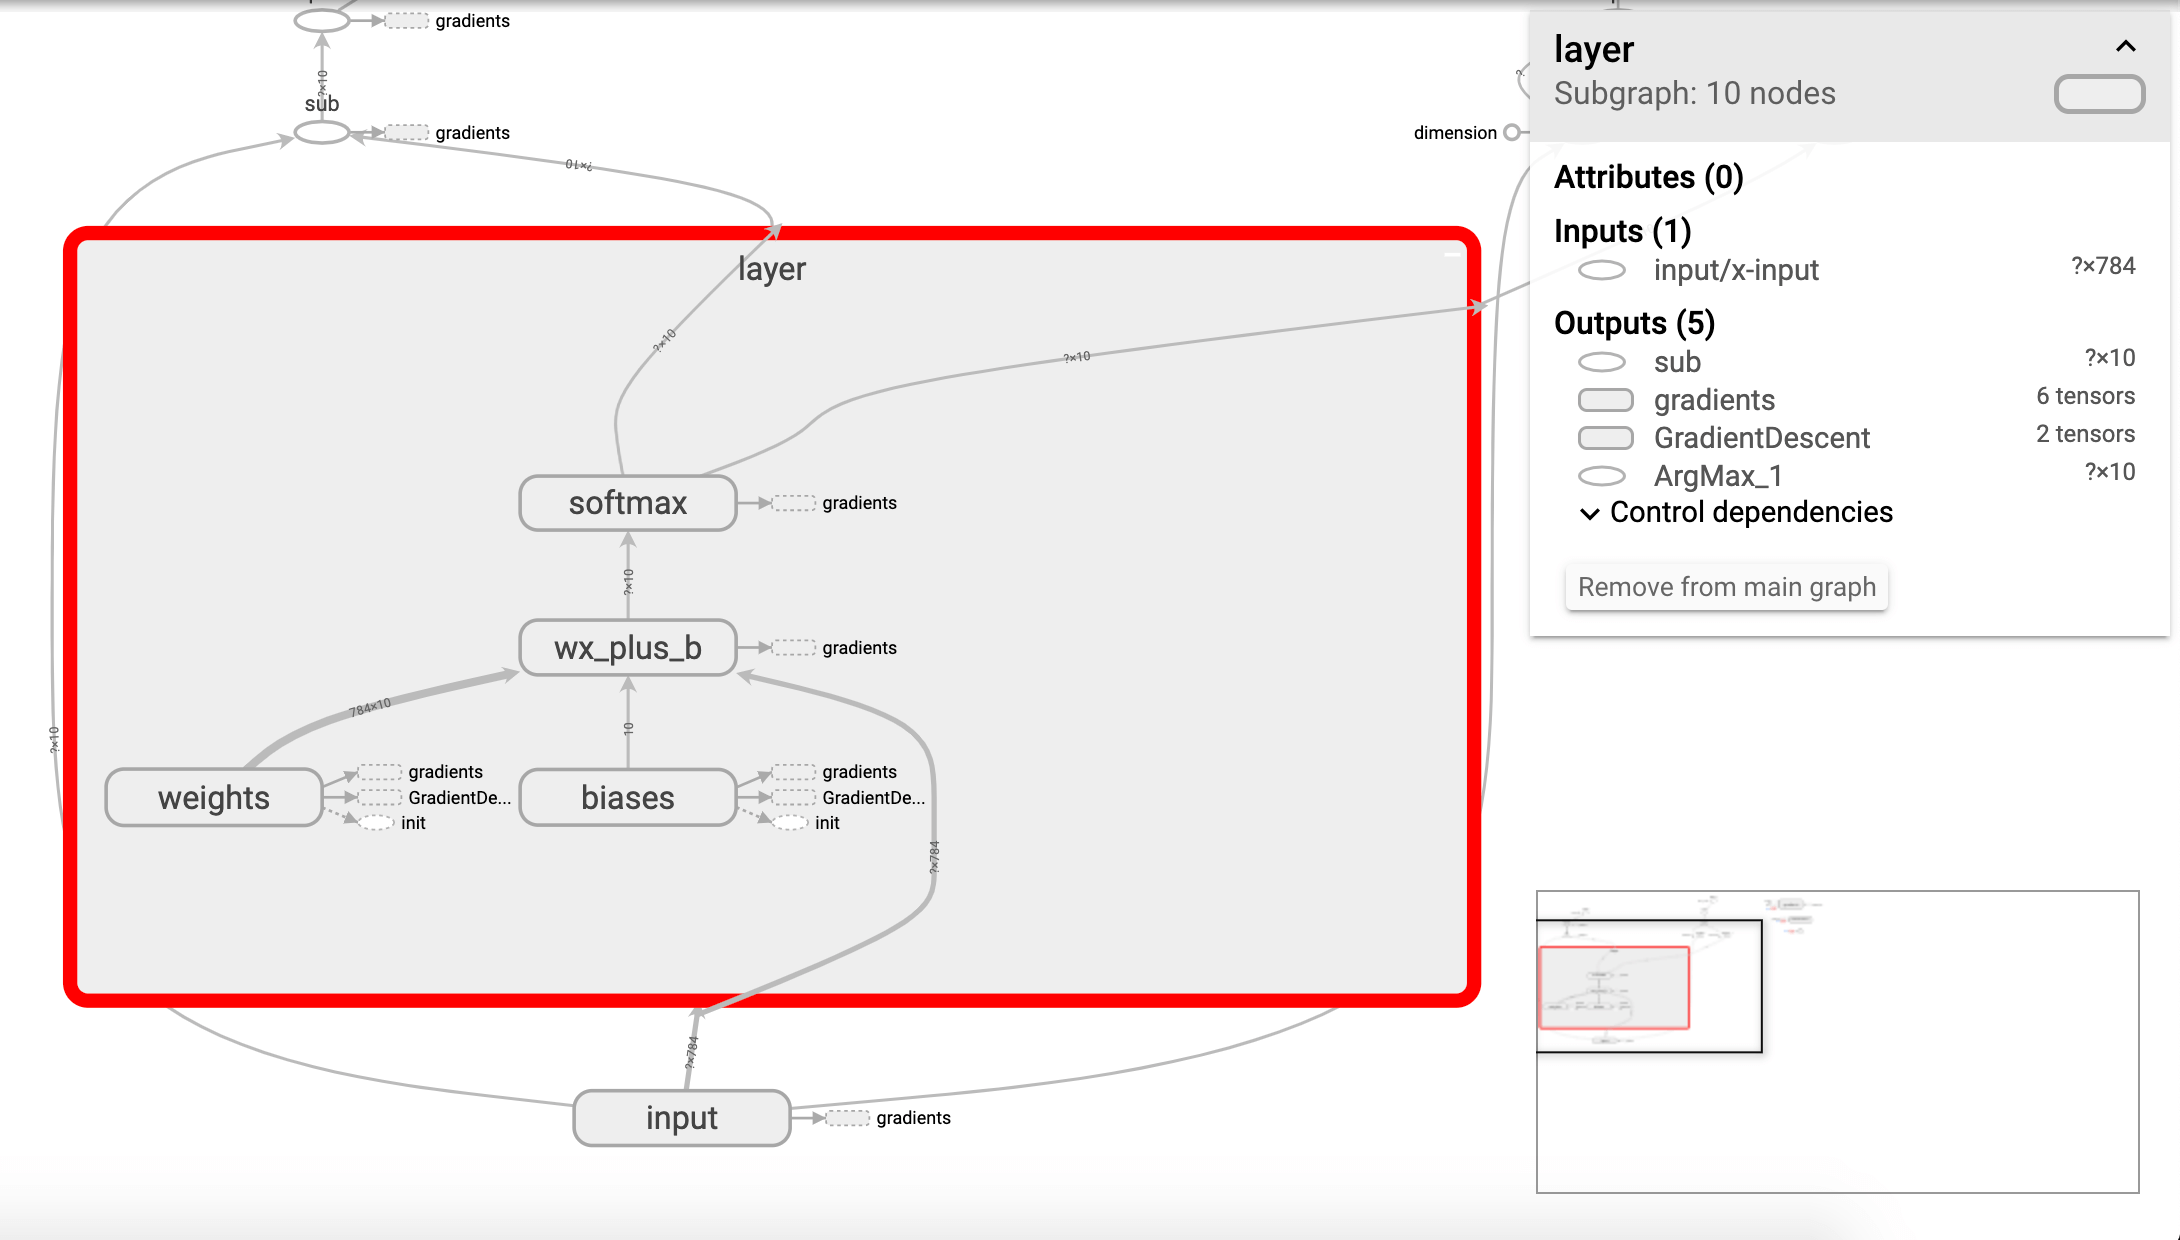 gradients
?×10
sub
gradients
?×10
layer
?×10
?×10
softmax
gradients
?×10
wx_plus_b
gradients
784×10
10
?×10
weights
gradients
GradientDe...
init
biases
gradients
GradientDe...
init
?×784
?×784
input
gradients
dimension
layer
Subgraph: 10 nodes
Attributes (0)
Inputs (1)
input/x-input ?×784
Outputs (5)
sub ?×10
gradients 6 tensors
GradientDescent 2 tensors
ArgMax_1 ?×10
Control dependencies
Remove from main graph